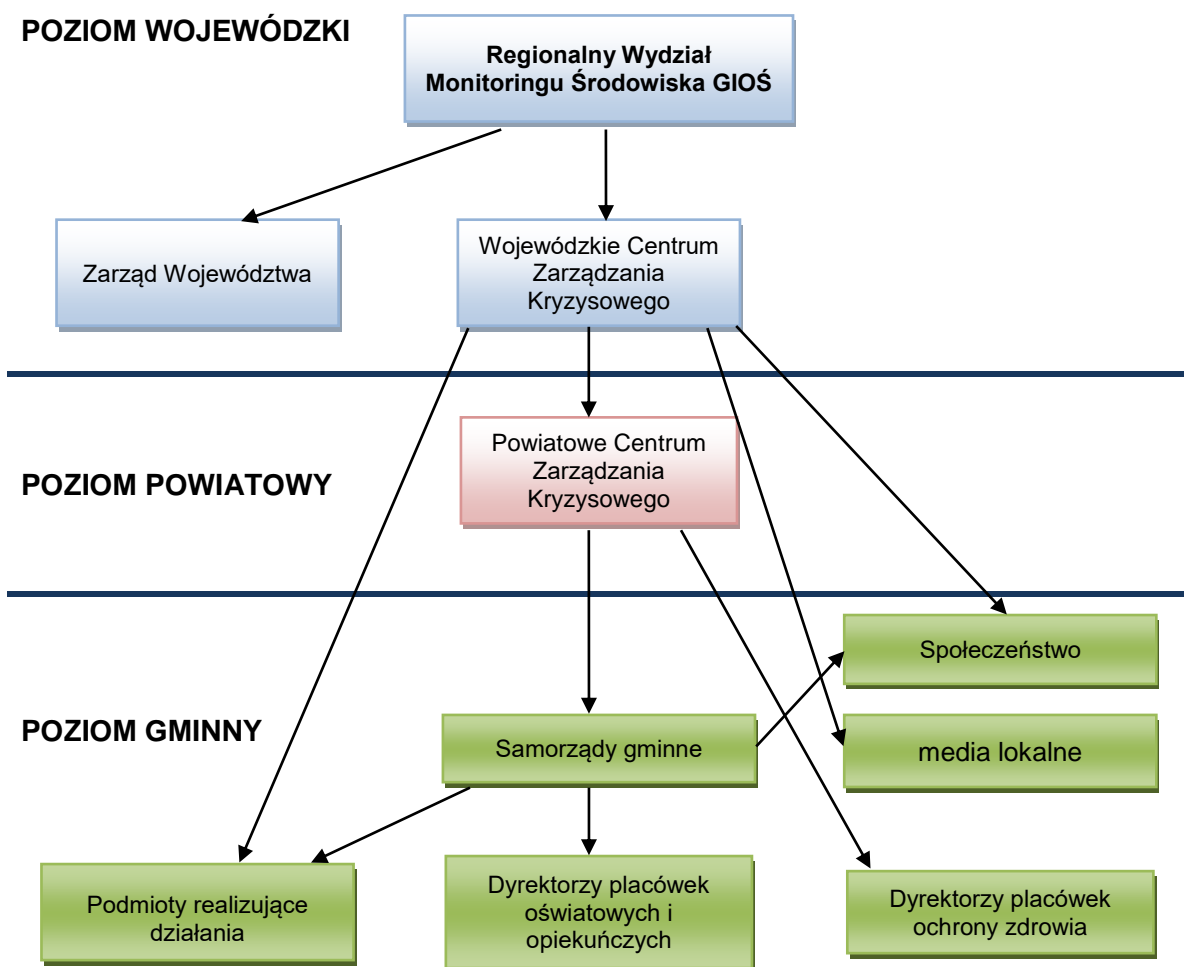 POZIOM WOJEWÓDZKI
Regionalny Wydział
Monitoringu Środowiska GIOŚ
Zarząd Województwa
Wojewódzkie Centrum
Zarządzania
Kryzysowego
POZIOM POWIATOWY
Powiatowe Centrum
Zarządzania
Kryzysowego
POZIOM GMINNY
Społeczeństwo
Samorządy gminne
media lokalne
Podmioty realizujące
działania
Dyrektorzy placówek
oświatowych i
opiekuńczych
Dyrektorzy placówek
ochrony zdrowia